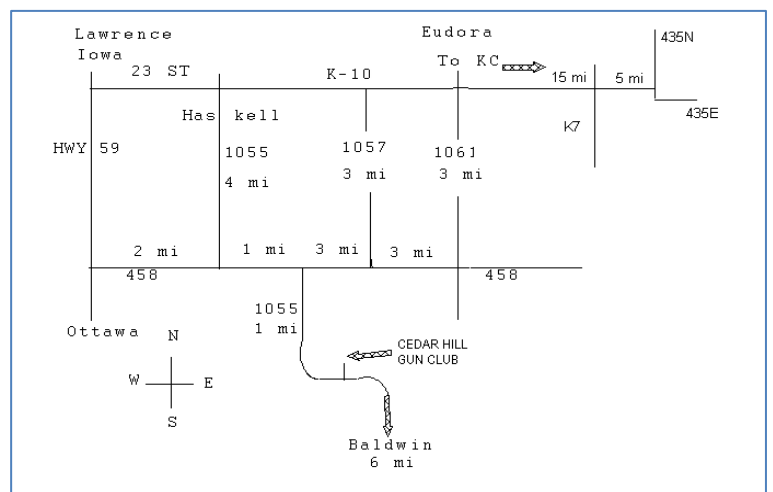 Lawrence
Iowa
Eudora
435N
23 ST
K-10
To KC
15 mi
5 mi
435E
K7
Has kell
HWY 59
1055
4 mi
1057
3 mi
1061
3 mi
2 mi
1 mi
3 mi
3 mi
458
458
1055
1 mi
Ottawa
N
W E
S
CEDAR HILL
GUN CLUB
Baldwin
6 mi